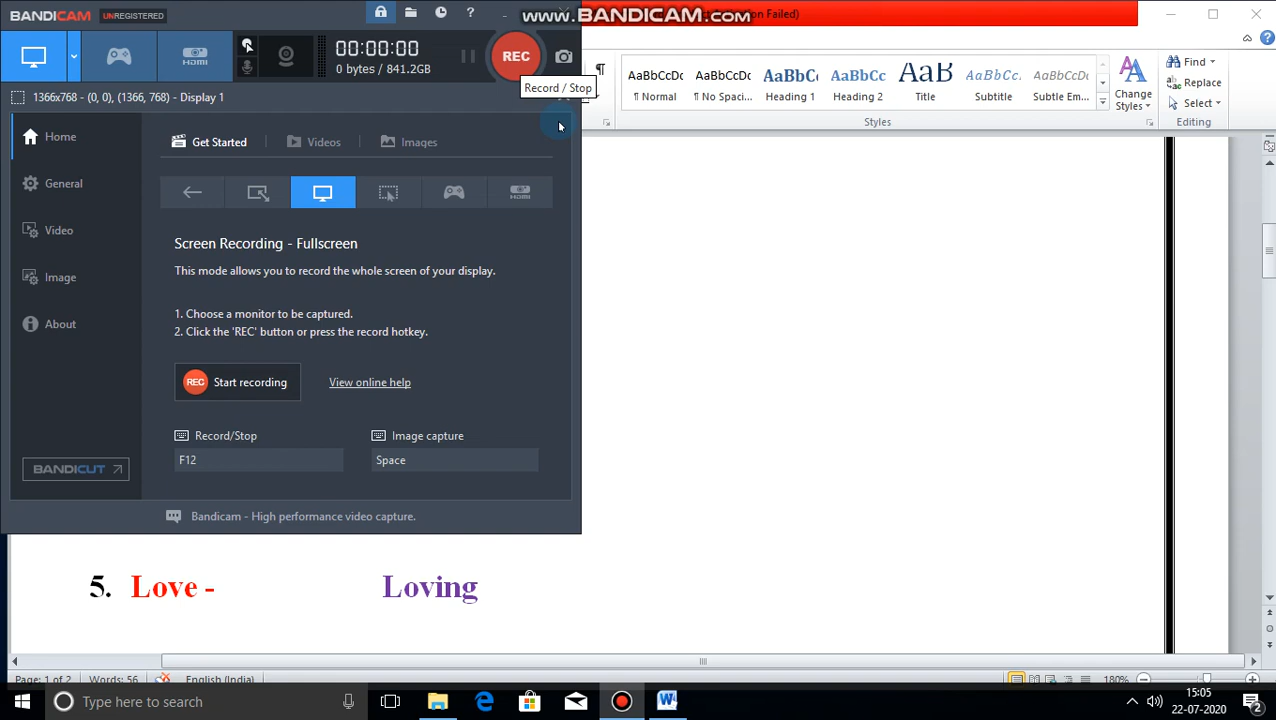 BANDICAM UNREGISTERED
www.BANDICAM.com
on Failed)
00:00:00
0 bytes / 841.2GB
HDMI
REC
Record / Stop
1366x768 - (0, 0), (1366, 768) - Display 1
Home
General
Video
Image
About
BANDICUT
Get Started
Videos
Images
HDMI
Screen Recording - Fullscreen
This mode allows you to record the whole screen of your display.
1. Choose a monitor to be captured.
2. Click the 'REC' button or press the record hotkey.
REC Start recording
View online help
Record/Stop
F12
Image capture
Space
Bandicam - High performance video capture.
AaBbCcDc AaBbCcDc AaBbCc AaBbCc AaB AaBbCcL AaBbCcDc
¶ Normal ¶ No Spaci... Heading 1 Heading 2 Title Subtitle Subtle Em...
Change
Styles
Styles
Find
Replace
Select
Editing
5. Love - Loving
Page: 1 of 2 Words: 56 English (India)
180%
Type here to search
15:05
22-07-2020
2